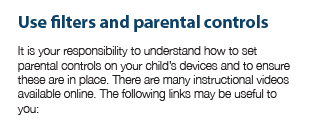 Use filters and parental controls
It is your responsibility to understand how to set
parental controls on your child's devices and to ensure
these are in place. There are many instructional videos
available online. The following links may be useful to
you: